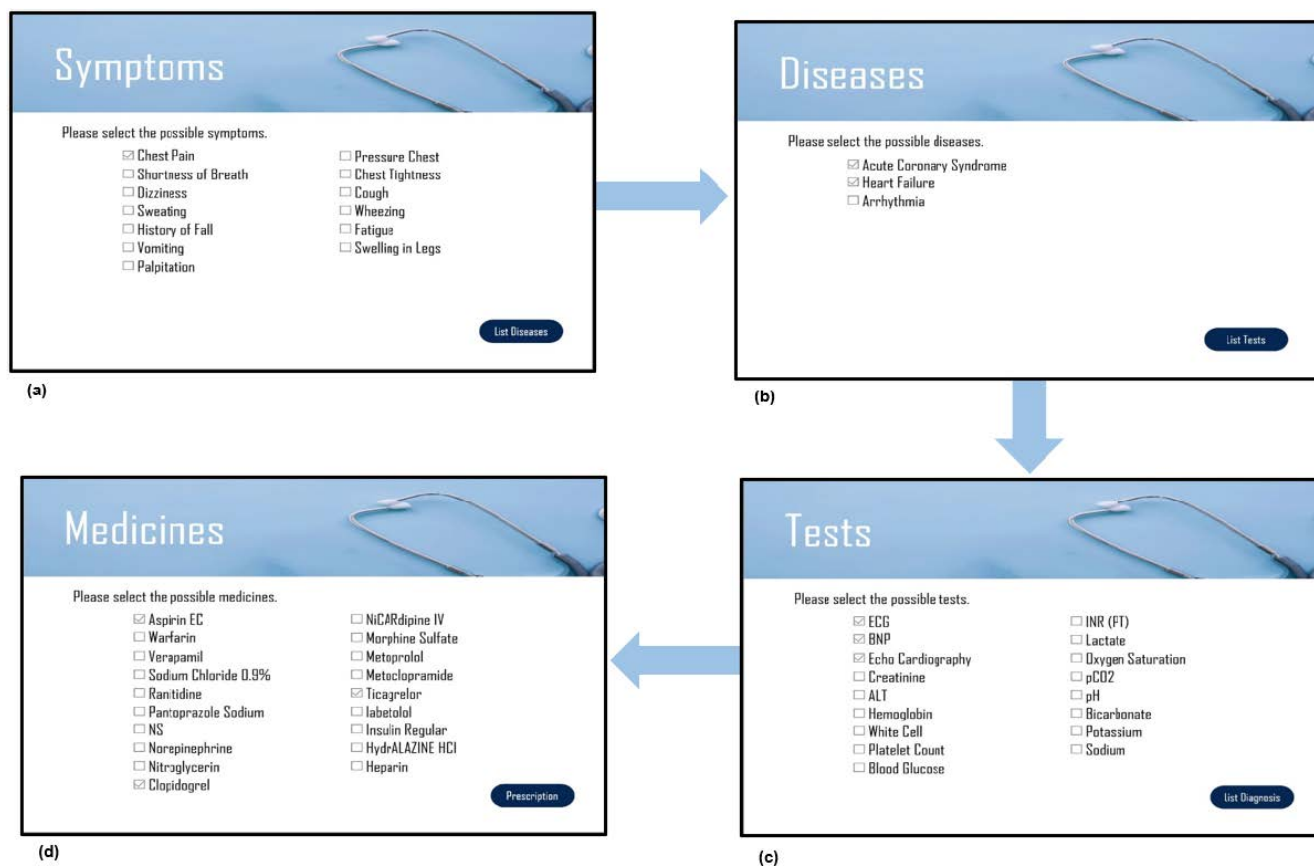 Symptoms
Please select the possible symptoms.
Chest Pain
Shortness of Breath
Dizziness
Sweating
History of Fall
Vomiting
Palpitation
Pressure Chest
Chest Tightness
Cough
Wheezing
Fatigue
Swelling in Legs
List Diseases
(a)
Diseases
Please select the possible diseases.
Acute Coronary Syndrome
Heart Failure
Arrhythmia
List Tests
(b)
Tests
Please select the possible tests.
ECG
BNP
Echo Cardiography
Creatinine
ALT
Hemoglobin
White Cell
Platelet Count
Blood Glucose
INR (PT)
Lactate
Oxygen Saturation
pCO2
pH
Bicarbonate
Potassium
Sodium
List Diagnosis
(c)
Medicines
Please select the possible medicines.
Aspirin EC
Warfarin
Verapamil
Sodium Chloride 0.9%
Ranitidine
Pantoprazole Sodium
NS
Norepinephrine
Nitroglycerin
Clopidogrel
NiCARdipine IV
Morphine Sulfate
Metoprolol
Metoclopramide
Ticagrelor
labetolol
Insulin Regular
HydrALAZINE HCl
Heparin
Prescription
(d)